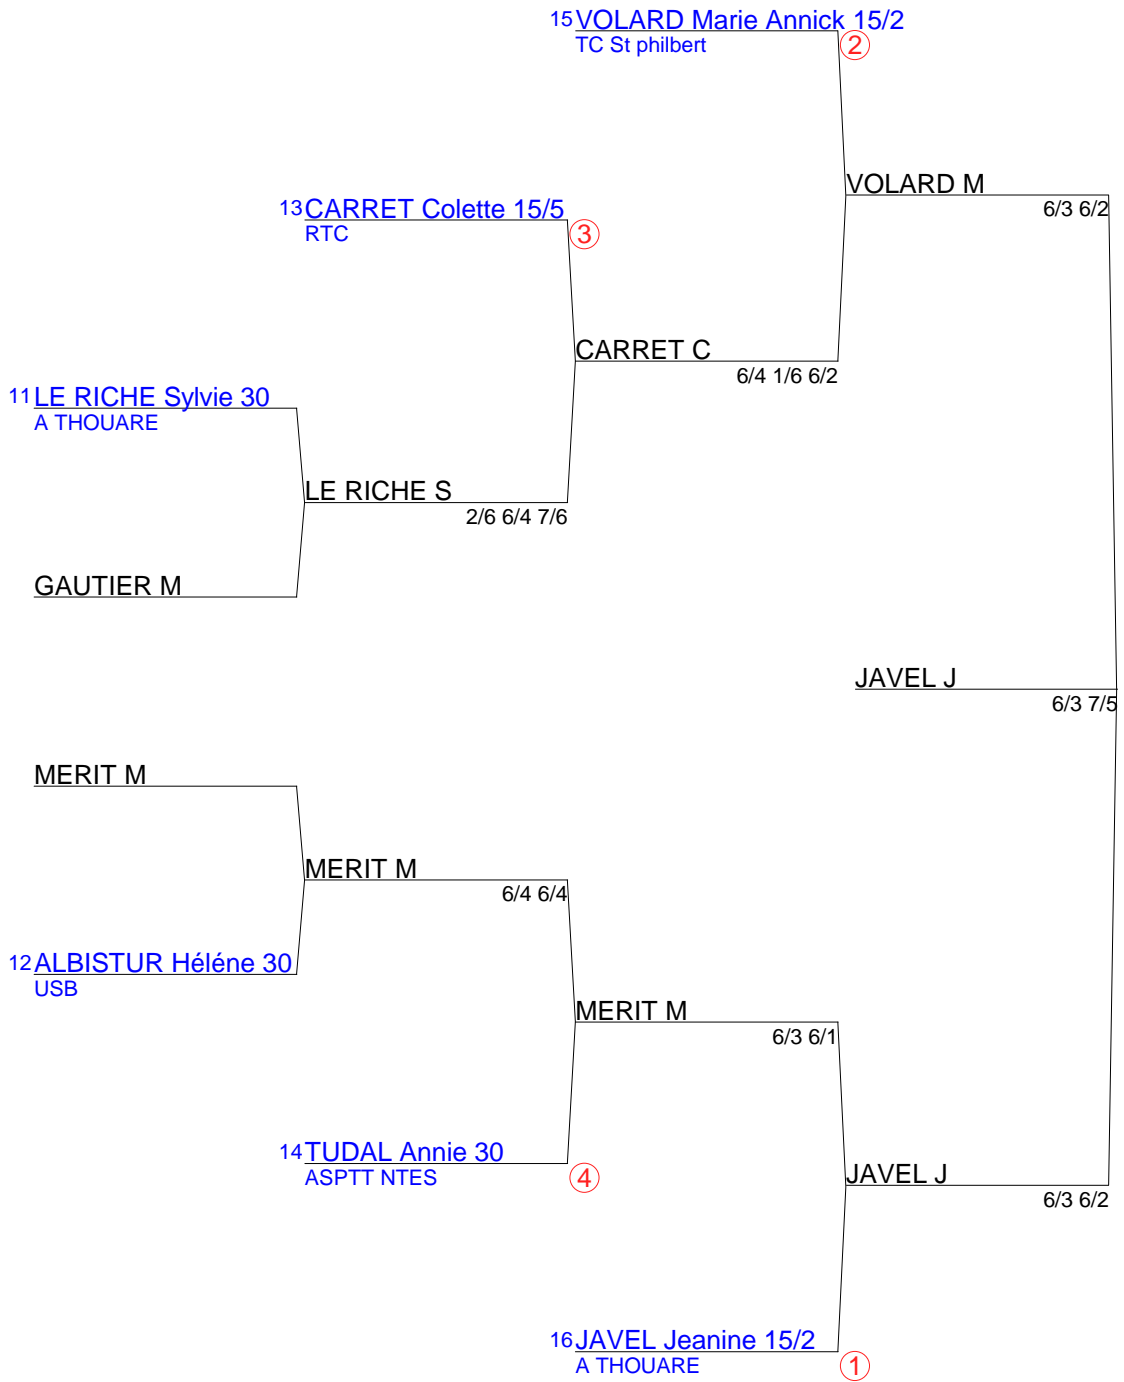 15 VOLARD Marie Annick 15/2
TC St philbert
2
VOLARD M
6/3 6/2
13 CARRET Colette 15/5
RTC
3
CARRET C
6/4 1/6 6/2
11 LE RICHE Sylvie 30
A THOUARE
LE RICHE S
2/6 6/4 7/6
GAUTIER M
JAVEL J
6/3 7/5
MERIT M
MERIT M
6/4 6/4
12 ALBISTUR Héléne 30
USB
MERIT M
6/3 6/1
14 TUDAL Annie 30
ASPTT NTES
4
JAVEL J
6/3 6/2
16 JAVEL Jeanine 15/2
A THOUARE
1